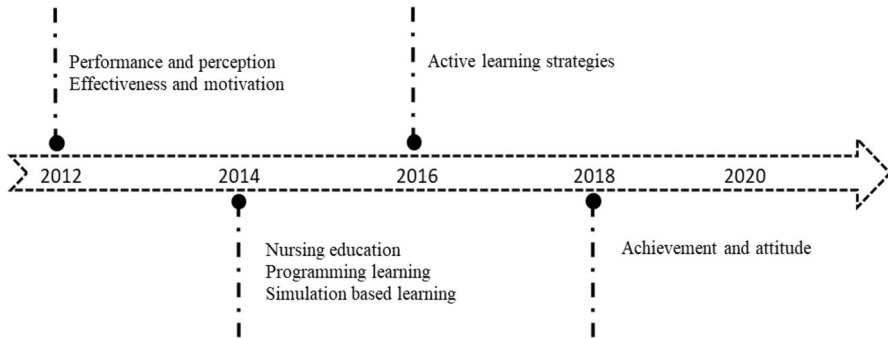 Performance and perception
Effectiveness and motivation
Active learning strategies
2012
2014
2016
2018
2020
Nursing education
Programming learning
Simulation based learning
Achievement and attitude